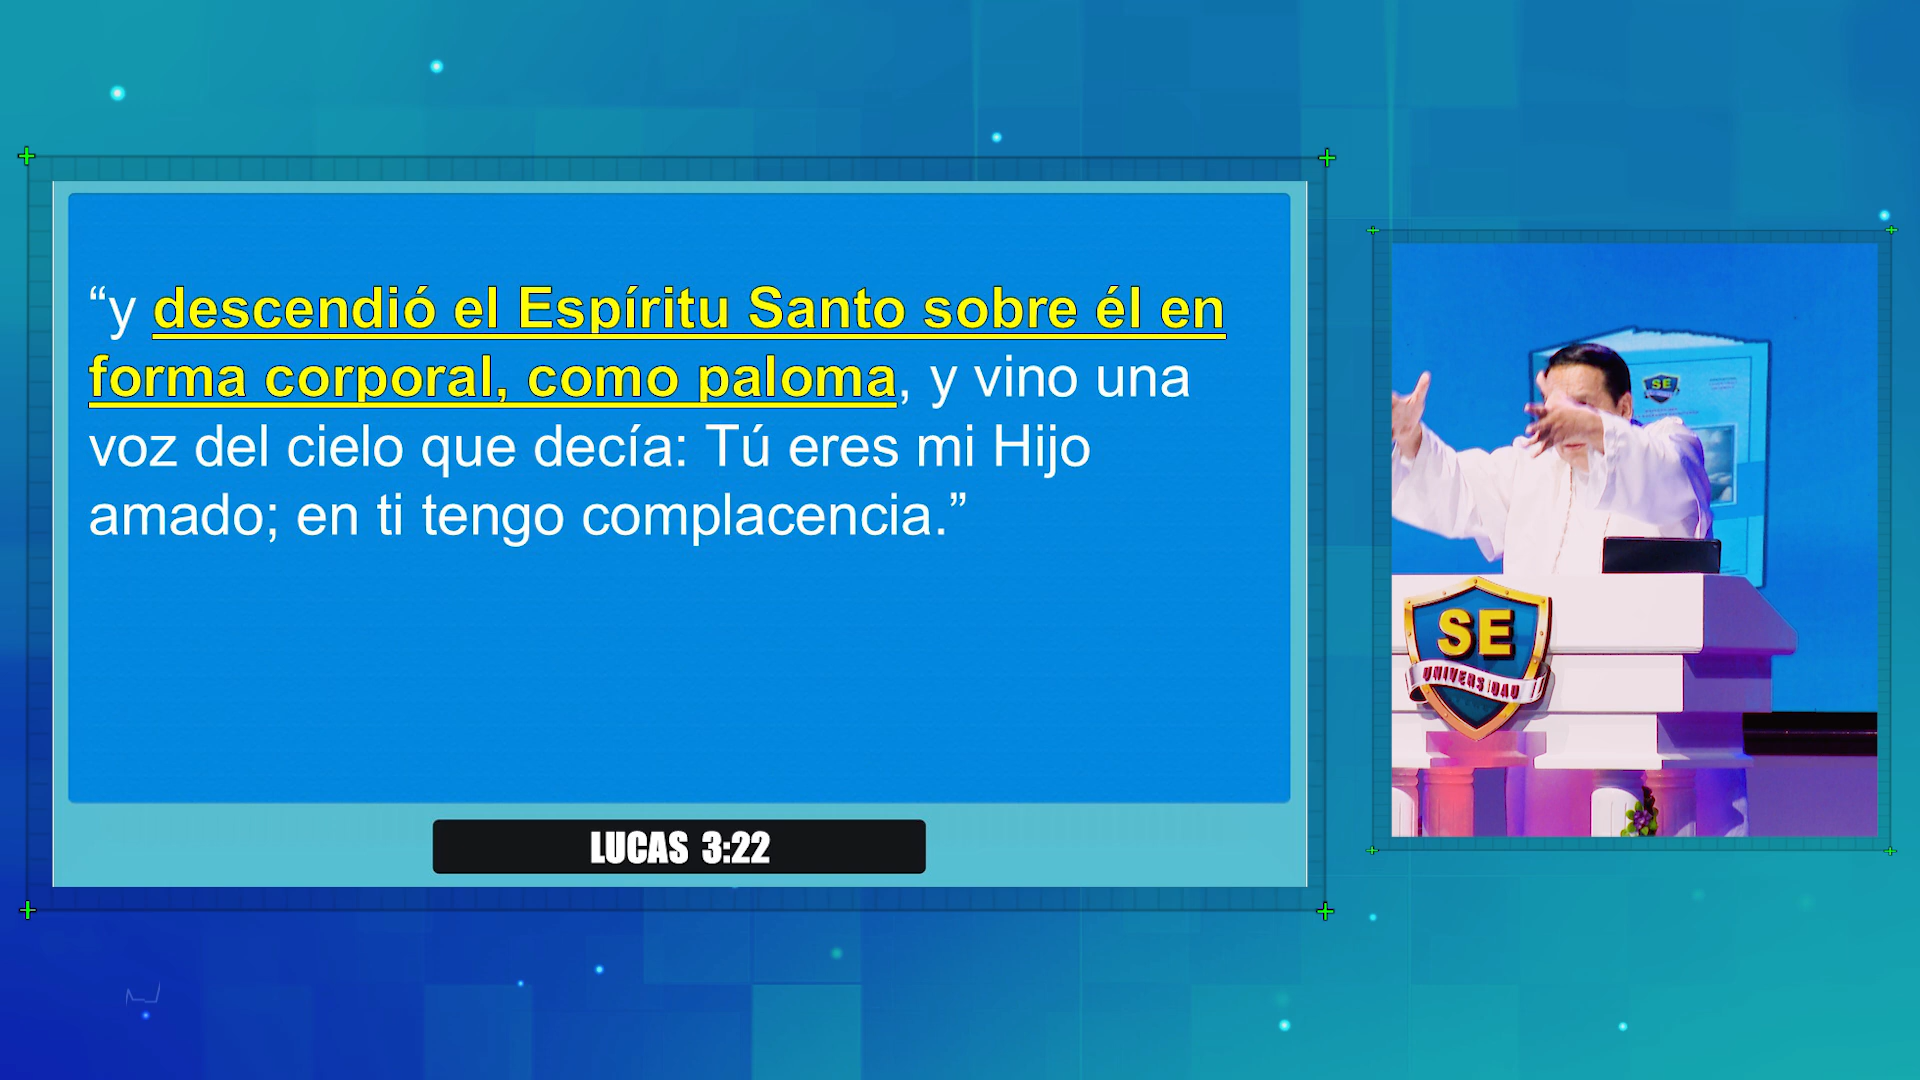 “y descendió el Espíritu Santo sobre él en
forma corporal, como paloma, y vino una
voz del cielo que decía: Tú eres mi Hijo
amado; en ti tengo complacencia.”
LUCAS 3:22
SE
SE
UNIVERSIDAD